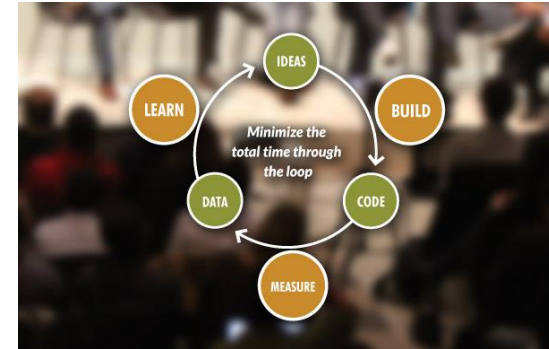 IDEAS
LEARN
BUILD
Minimize the
total time through
the loop
DATA
CODE
MEASURE